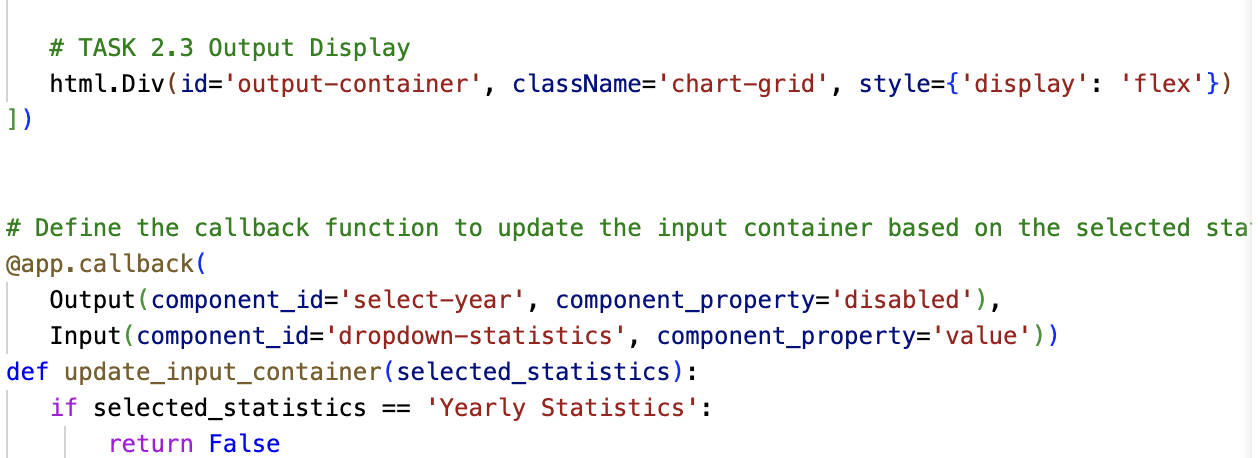 # TASK 2.3 Output Display
html.Div(id='output-container', className='chart-grid', style={'display': 'flex'})
])
# Define the callback function to update the input container based on the selected
@app.callback(
Output(component_id='select-year', component_property='disabled'),
Input(component_id='dropdown-statistics', component_property='value'))
def update_input_container(selected_statistics):
if selected_statistics == 'Yearly Statistics':
return False